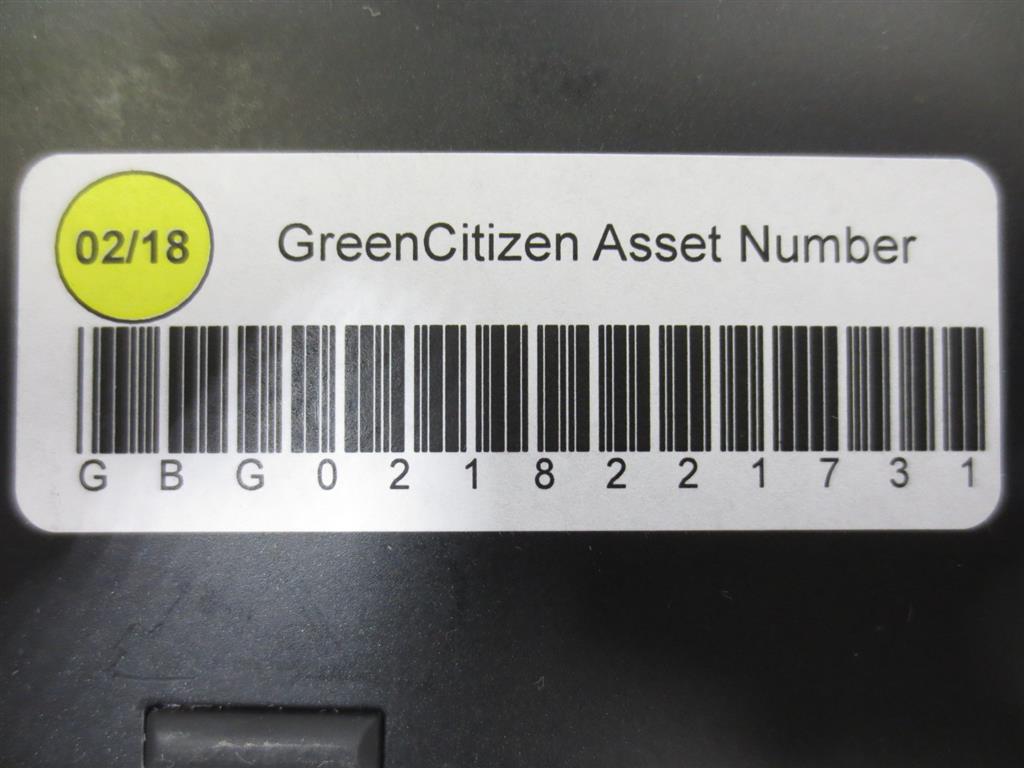 02/18
GreenCitizen Asset Number
G B G 0 2 1 8 2 2 1 7 3 1